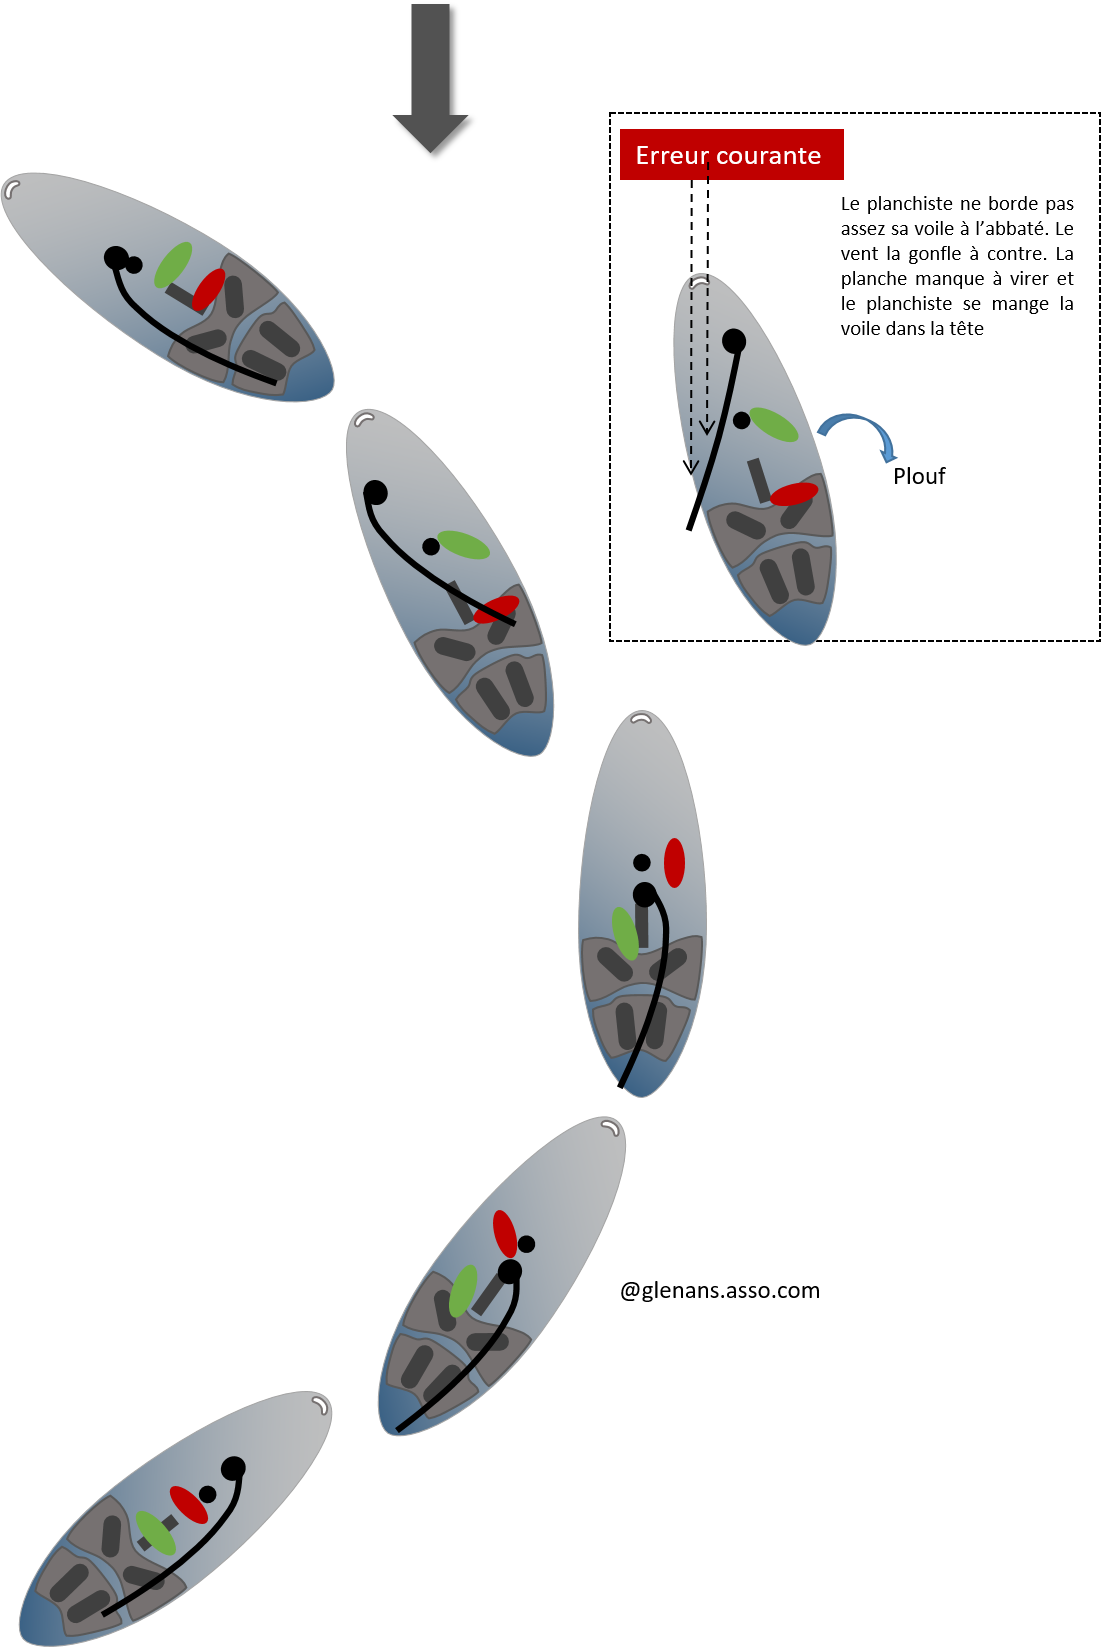 Erreur courante
Le planchiste ne borde pas
assez sa voile à l'abbaté. Le
vent la gonfle à contre. La
planche manque à virer et
le planchiste se mange la
voile dans la tête
Plouf
@glenans.asso.com